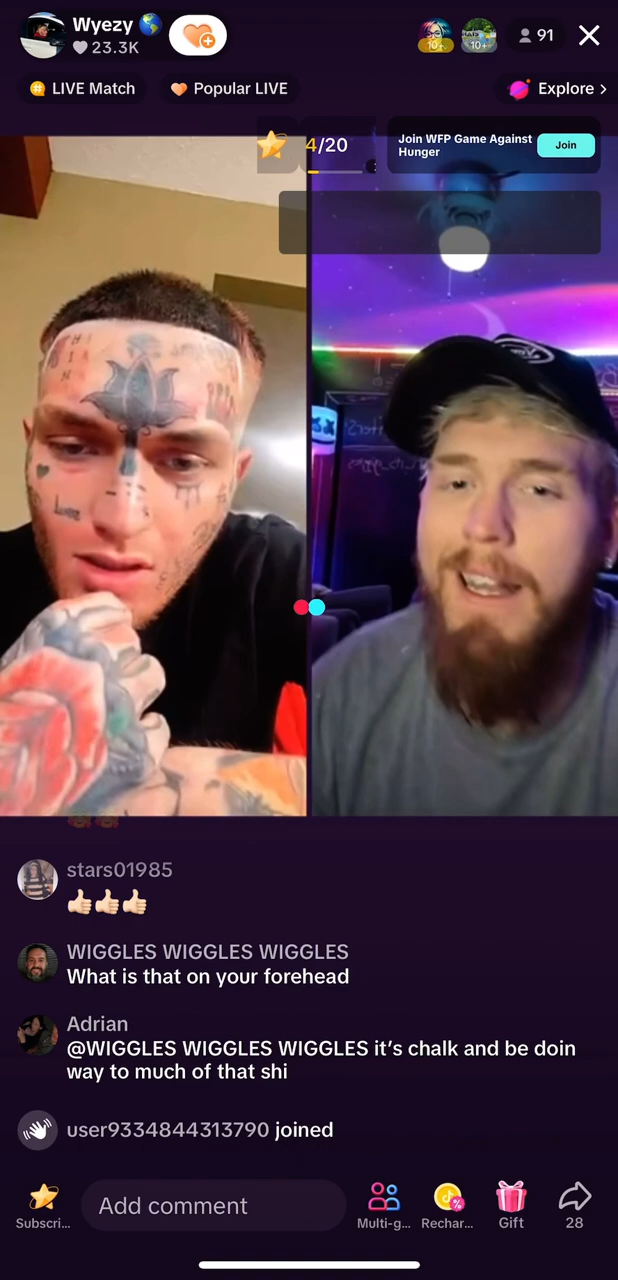 Wyezy 🌎
23.3K
10+
10+
91
LIVE Match
Popular LIVE
Explore >
4/20
Join WFP Game Against
Hunger
Join
stars01985
👍🏻👍🏻👍🏻
WIGGLES WIGGLES WIGGLES
What is that on your forehead
Adrian
@WIGGLES WIGGLES WIGGLES it's chalk and be doin
way to much of that shi
user9334844313790 joined
Add comment
Subscri...
Multi-g...
Rechar...
Gift
28